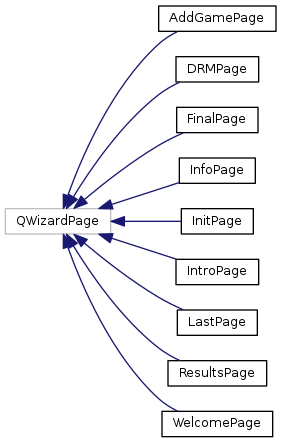 AddGamePage
DRMPage
FinalPage
InfoPage
QWizardPage
InitPage
IntroPage
LastPage
ResultsPage
WelcomePage